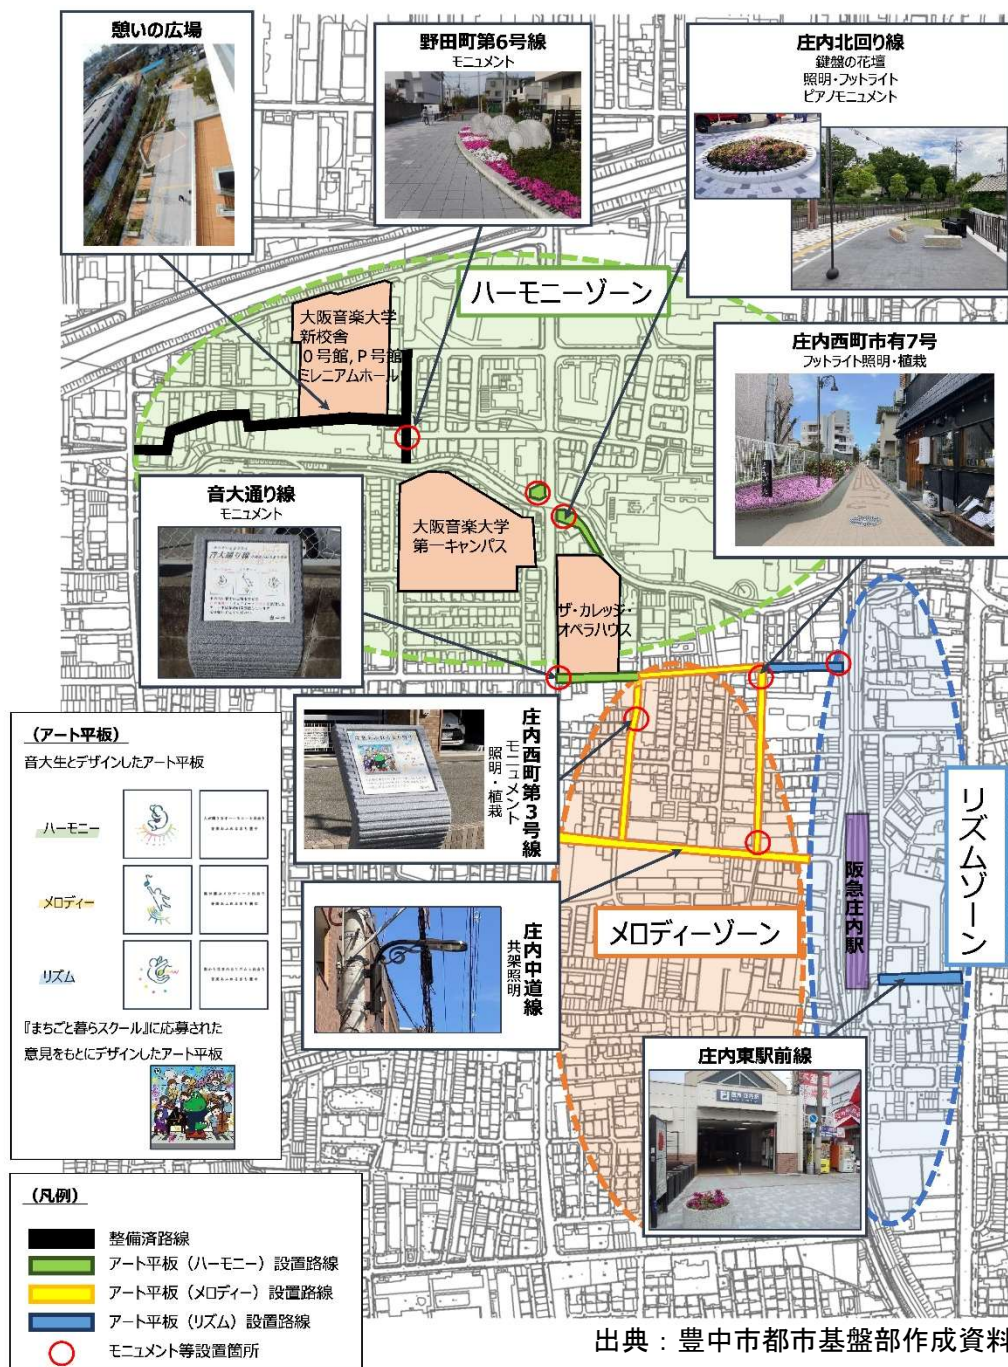 憩いの広場
野田町第6号線
モニュメント
庄内北回り線
鍵盤の花壇
照明・フットライト
ピアノモニュメント
ハーモニーゾーン
大阪音楽大学
新校舎
O号館,P号館
ミレニアムホール
庄内西町市有7号
フットライト照明・植栽
音大通り線
モニュメント
音大通り線
大阪音楽大学
第一キャンパス
ザ・カレッジ・
オペラハウス
庄内西町第3号線
モニュメント
照明・植栽
(アート平板)
音大生とデザインしたアート平板
ハーモニー
メロディー
リズム
『まちごと暮らスクール』に応募された
意見をもとにデザインしたアート平板
リズムゾーン
阪急庄内駅
メロディーゾーン
庄内中道線
共架照明
庄内東駅前線
(凡例)
整備済路線
アート平板(ハーモニー)設置路線
アート平板(メロディー)設置路線
アート平板(リズム)設置路線
モニュメント等設置箇所
出典:豊中市都市基盤部作成資料